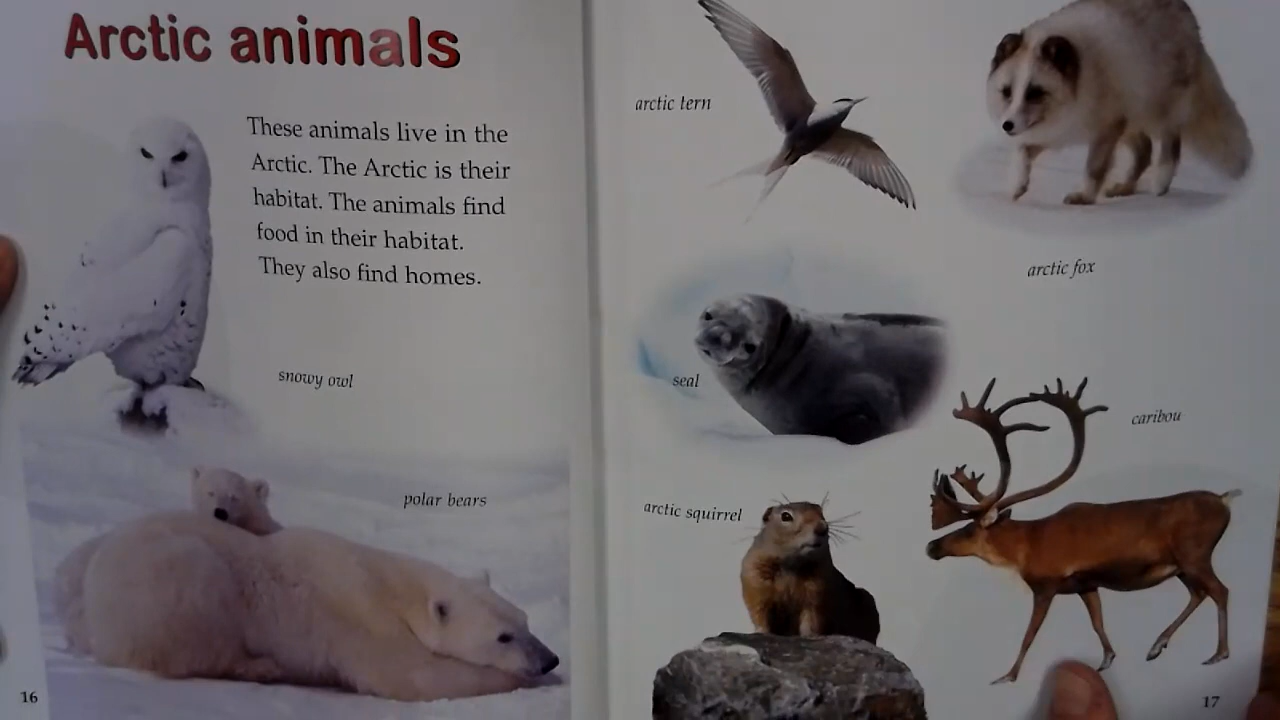 Arctic animals
These animals live in the
Arctic. The Arctic is their
habitat. The animals find
food in their habitat.
They also find homes.
snowy owl
polar bears
16
arctic tern
arctic fox
seal
caribou
arctic squirrel
17